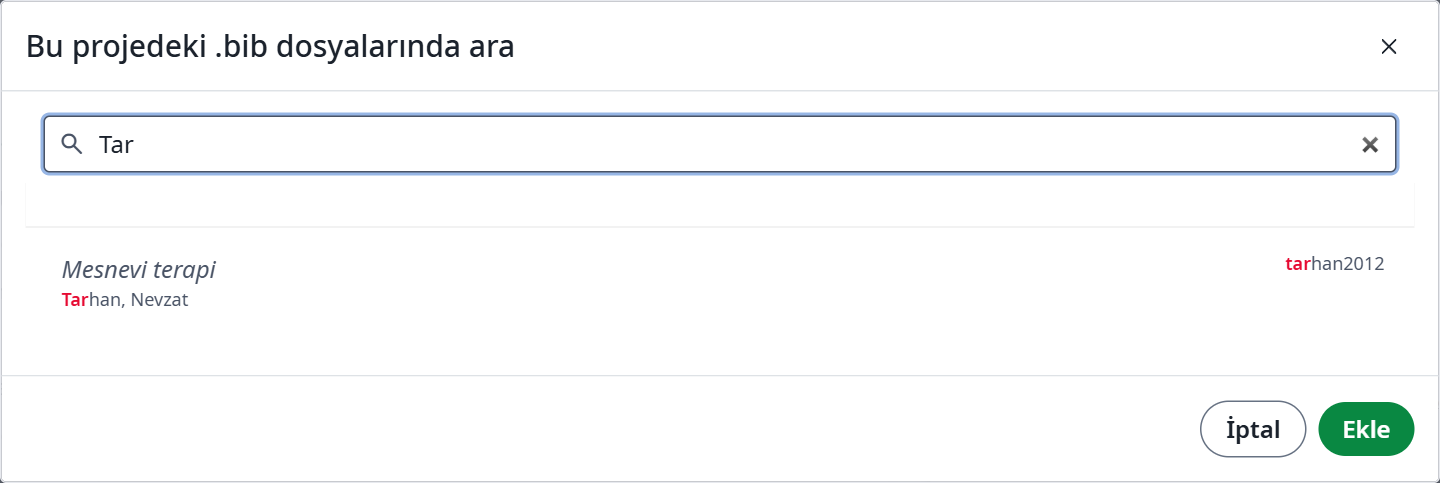 Bu projedeki .bib dosyalarında ara
Tar
Mesnevi terapi
tarhan2012
Tarhan, Nevzat
İptal
Ekle